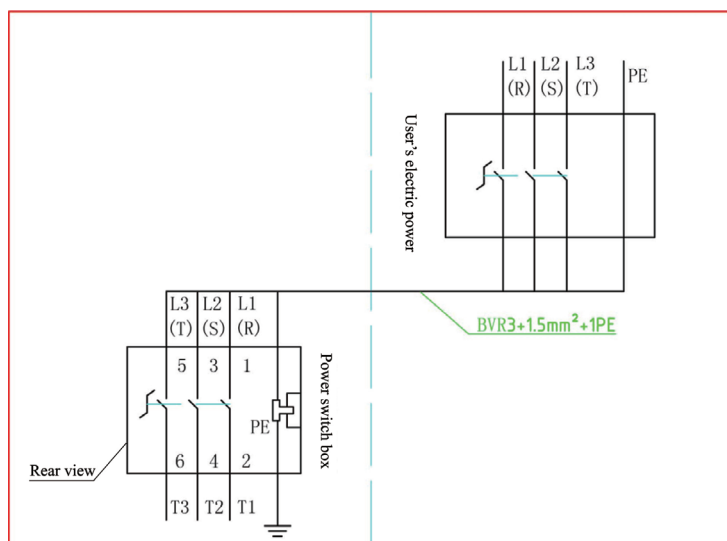 L1 L2 L3 PE
(R) (S) (T)
User's electric power
BVR3+1.5mm²+1PE
L3 L2 L1
(T) (S) (R)
5 3 1
Power switch box
PE
6 4 2
Rear view
T3 T2 T1